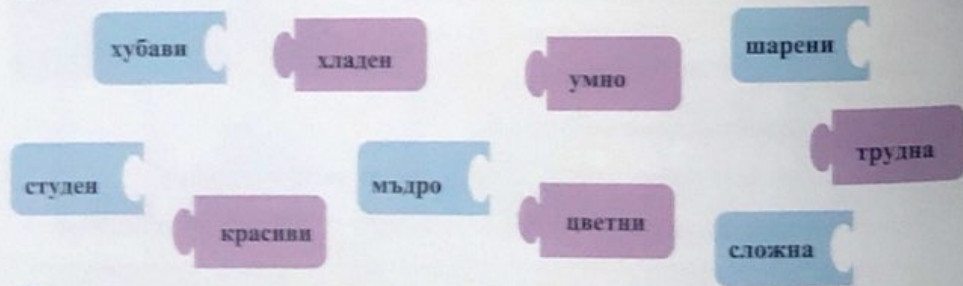 хубави
хладен
умно
шарени
студен
красиви
мъдро
цветни
трудна
сложна